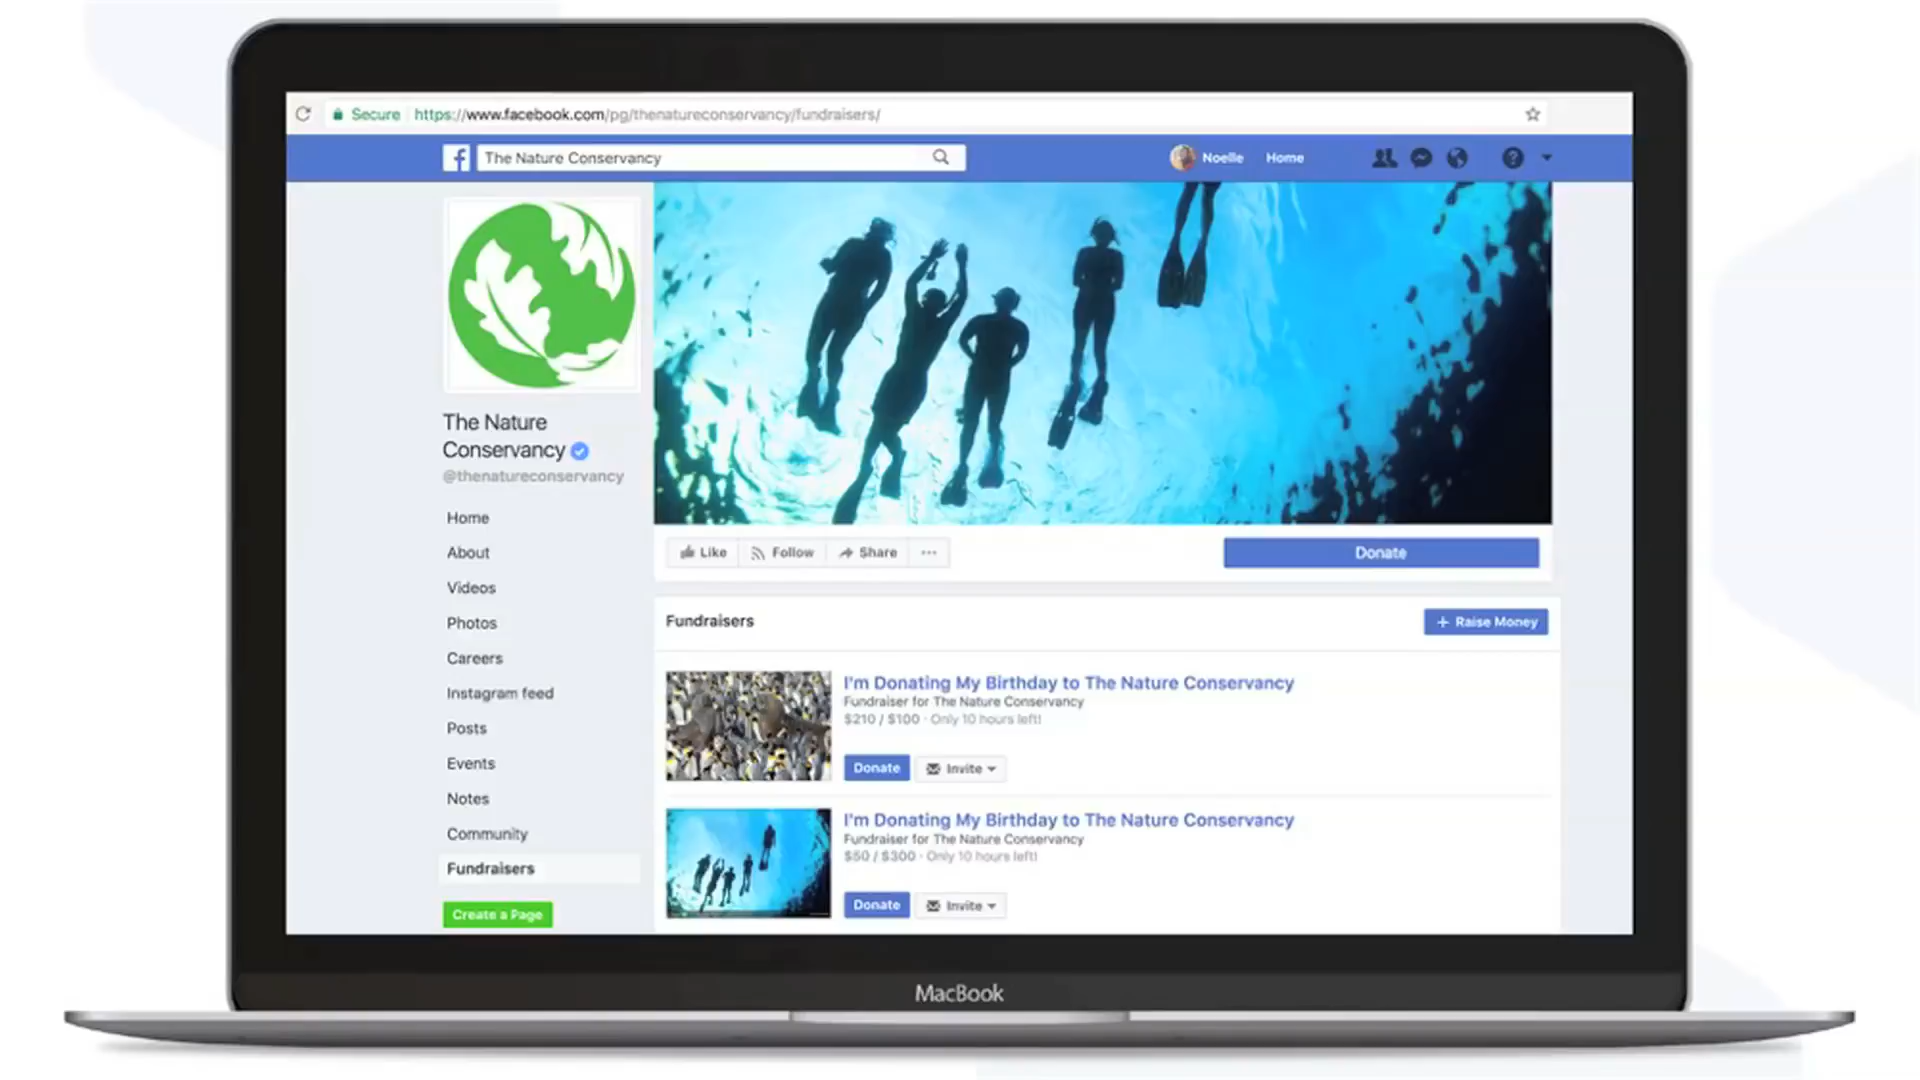 Secure https://www.facebook.com/pg/thenatureconservancy/fundraisers/
The Nature Conservancy
Noelle Home
The Nature
Conservancy
@thenatureconservancy
Home
About
Videos
Photos
Careers
Instagram feed
Posts
Events
Notes
Community
Fundraisers
Create a Page
Like Follow Share ...
Donate
Fundraisers
+ Raise Money
I'm Donating My Birthday to The Nature Conservancy
Fundraiser for The Nature Conservancy
$210 / $100 · Only 10 hours left!
Donate Invite
I'm Donating My Birthday to The Nature Conservancy
Fundraiser for The Nature Conservancy
$50 / $300 · Only 10 hours left!
Donate Invite
MacBook